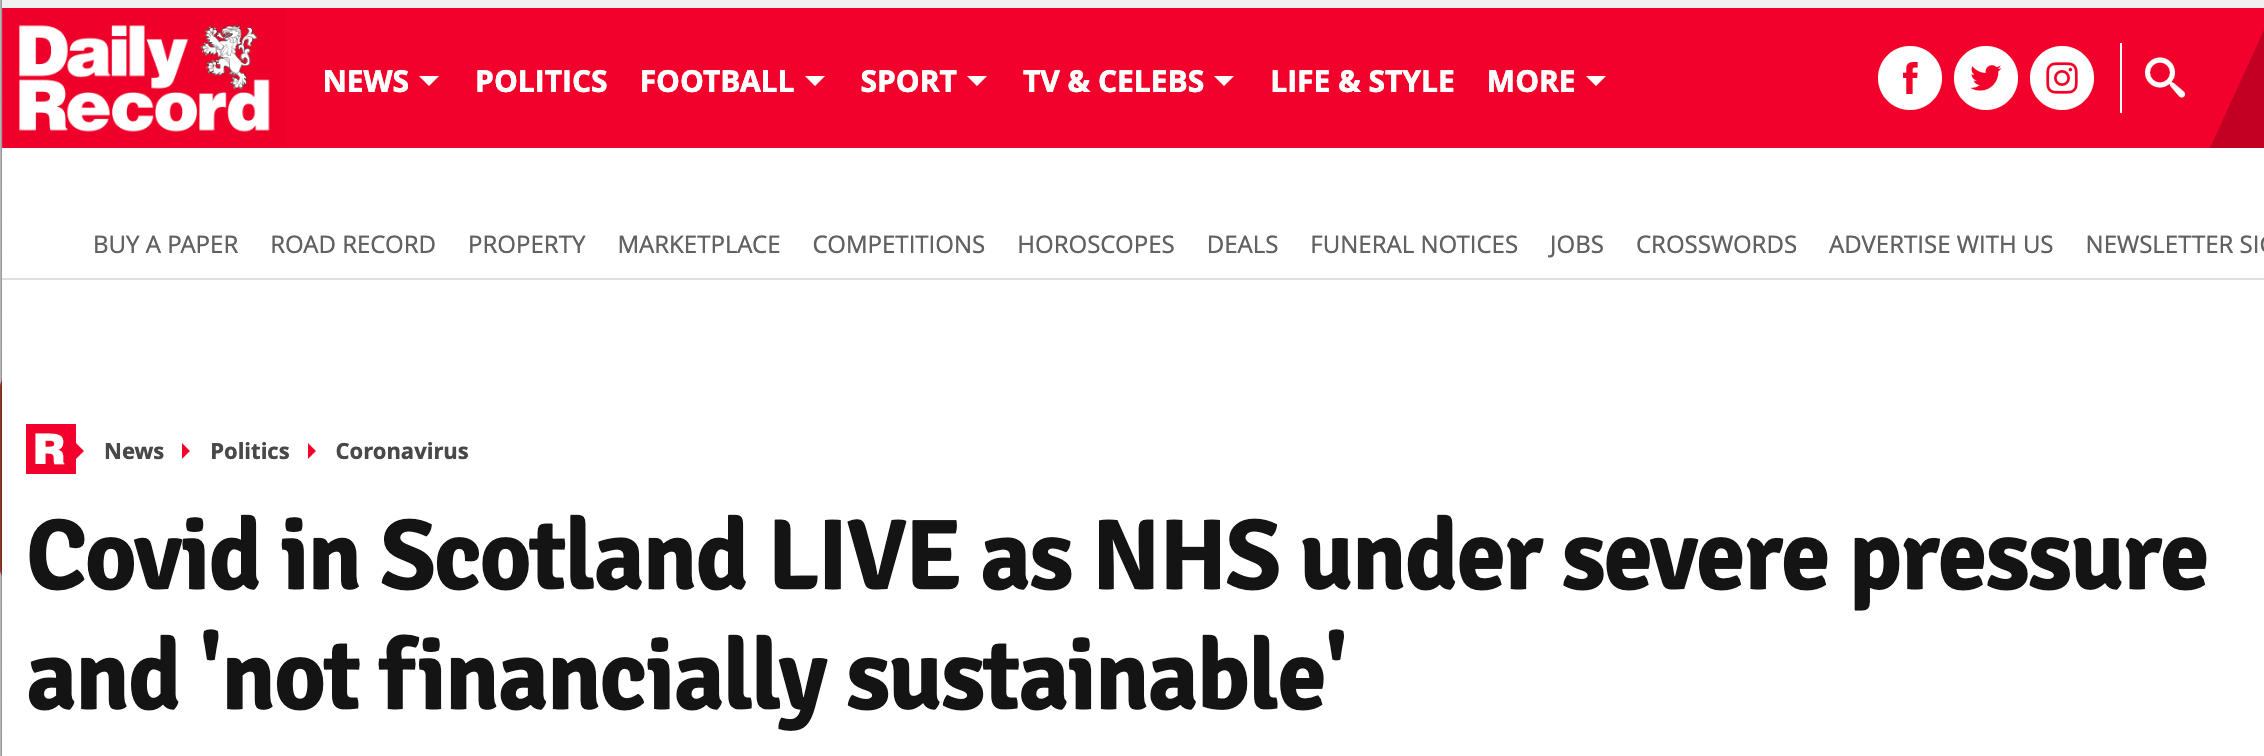 Daily
Record
NEWS POLITICS FOOTBALL SPORT TV & CELEBS LIFE & STYLE MORE
BUY A PAPER ROAD RECORD PROPERTY MARKETPLACE COMPETITIONS HOROSCOPES DEALS FUNERAL NOTICES JOBS CROSSWORDS ADVERTISE WITH US NEWSLETTER
R News Politics Coronavirus
Covid in Scotland LIVE as NHS under severe pressure
and 'not financially sustainable'